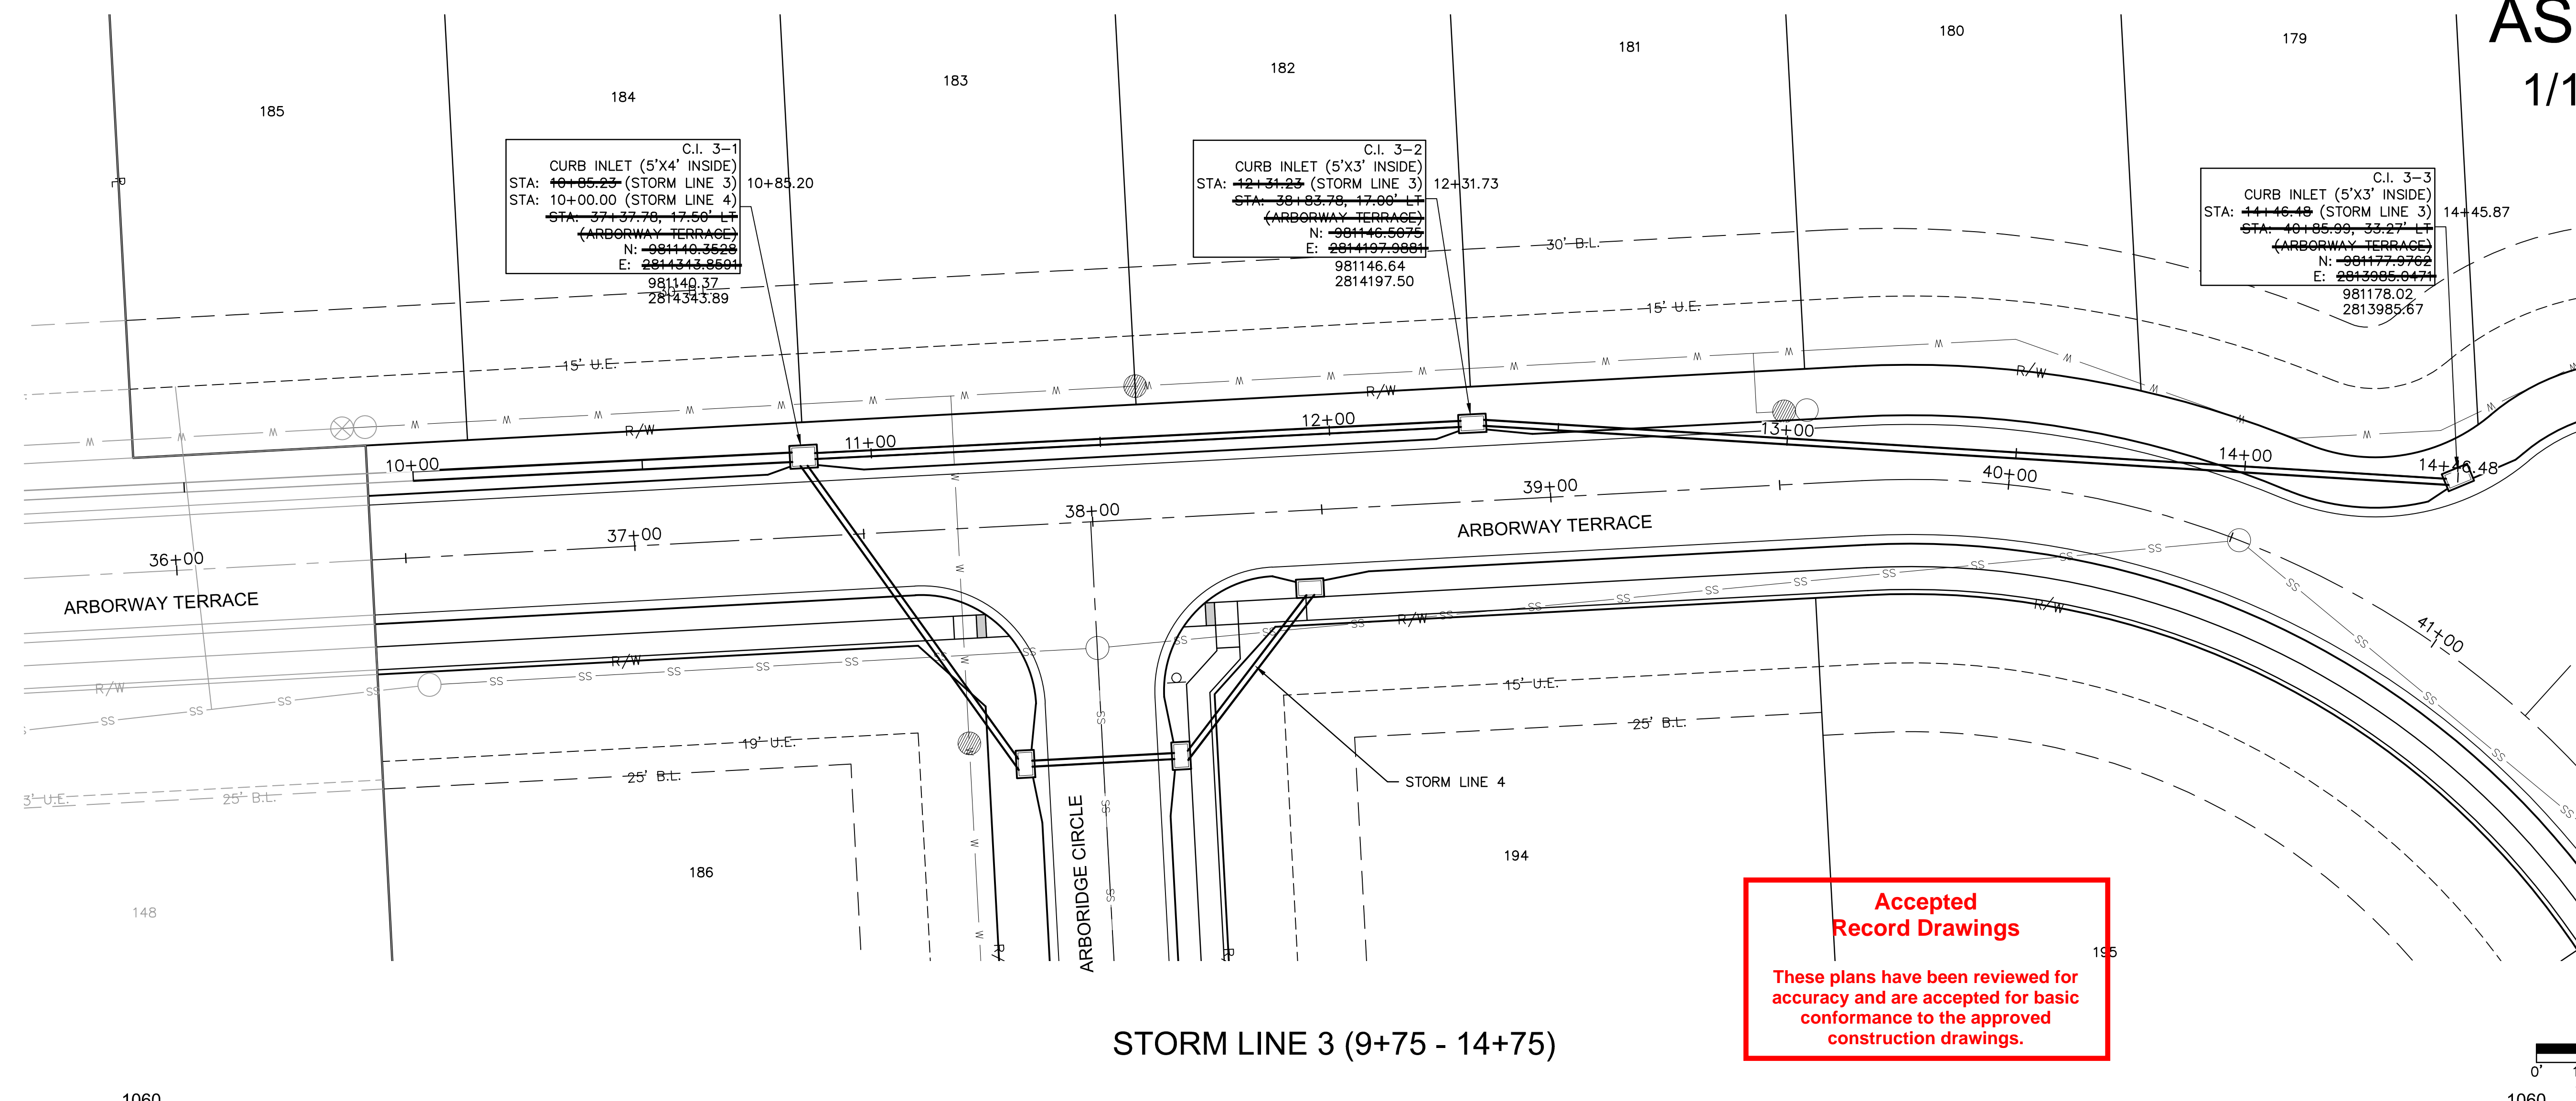 AS
1/1
185
184
183
182
181
180
179
C.I. 3-1
CURB INLET (5'X4' INSIDE)
STA: 10+85.23 (STORM LINE 3) 10+85.20
STA: 10+00.00 (STORM LINE 4)
STA: 37+37.78, 17.50' LT
(ARBORWAY TERRACE)
N: 981140.3528
E: 2814343.8591
981140.37
2814343.89
C.I. 3-2
CURB INLET (5'X3' INSIDE)
STA: 12+31.23 (STORM LINE 3) 12+31.73
STA: 38+83.78, 17.00' LT
(ARBORWAY TERRACE)
N: 981146.5075
E: 2814197.9881
981146.64
2814197.50
C.I. 3-3
CURB INLET (5'X3' INSIDE)
STA: 14+46.48 (STORM LINE 3) 14+45.87
STA: 40+85.99, 33.27' LT
(ARBORWAY TERRACE)
N: 981177.9762
E: 2813985.0471
981178.02
2813985.67
PL
30' B.L.
30' B.L.
15' U.E.
15' U.E.
R/W
R/W
R/W
10+00
11+00
12+00
13+00
14+00
14+46.48
36+00
37+00
38+00
39+00
40+00
41+00
ARBORWAY TERRACE
ARBORWAY TERRACE
R/W
R/W
R/W
R/W
15' U.E.
25' B.L.
19' U.E.
25' B.L.
3' U.E.
25' B.L.
STORM LINE 4
ARBORIDGE CIRCLE
148
186
194
195
Accepted
Record Drawings
These plans have been reviewed for
accuracy and are accepted for basic
conformance to the approved
construction drawings.
STORM LINE 3 (9+75 - 14+75)
0'
1060
1060